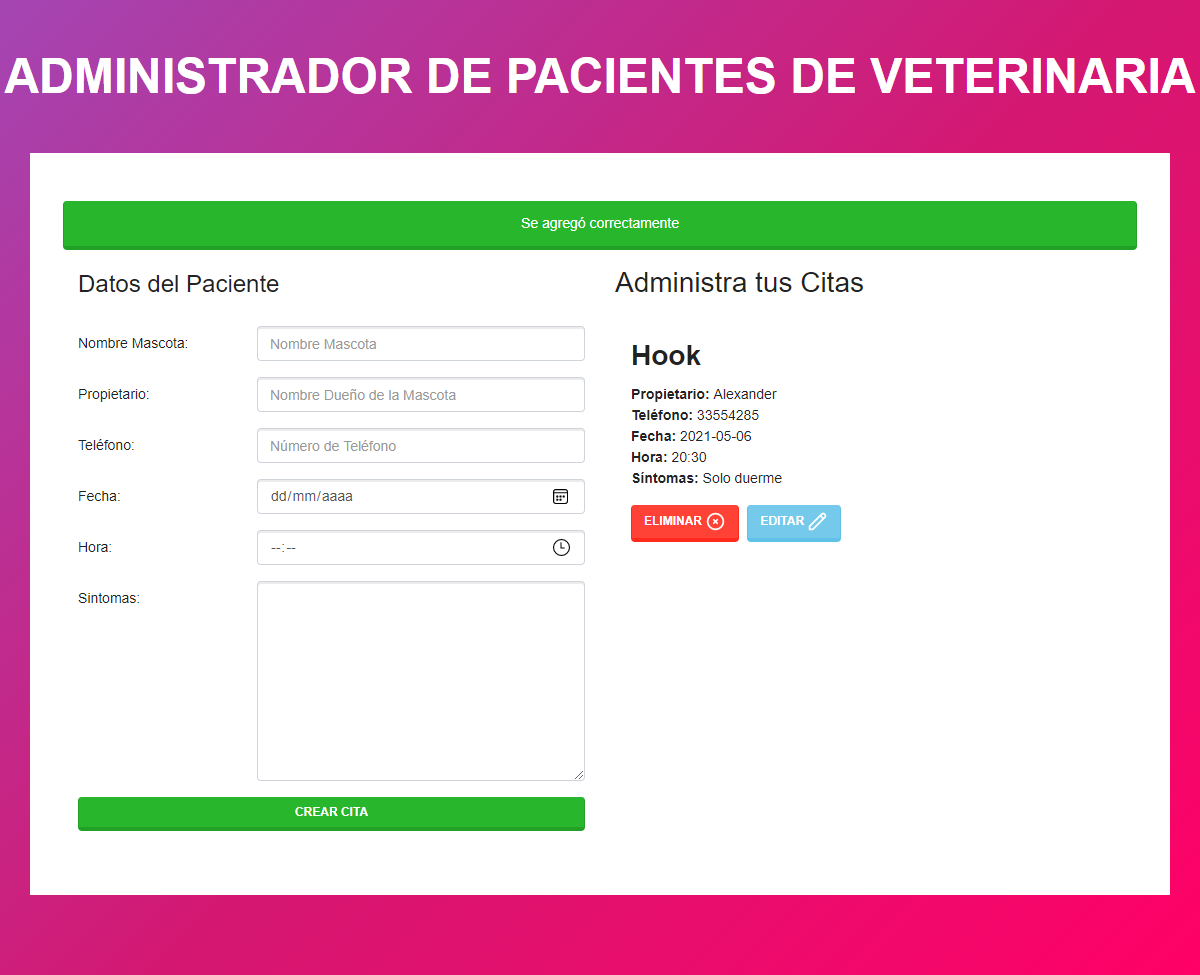 ADMINISTRADOR DE PACIENTES DE VETERINARIA
Se agregó correctamente
Datos del Paciente
Nombre Mascota:
Nombre Mascota
Propietario:
Nombre Dueño de la Mascota
Teléfono:
Número de Teléfono
Fecha:
dd/mm/aaaa
Hora:
--:--
Sintomas:
CREAR CITA
Administra tus Citas
Hook
Propietario: Alexander
Teléfono: 33554285
Fecha: 2021-05-06
Hora: 20:30
Síntomas: Solo duerme
ELIMINAR
EDITAR